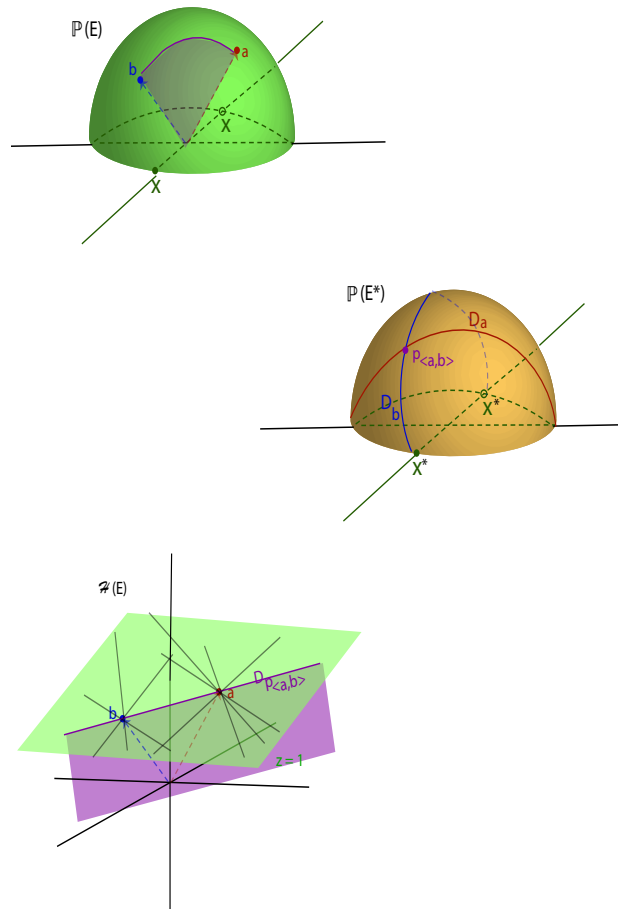 ℙ(E)
b
a
X
X
ℙ(E*)
Da
p<a,b>
Db
X*
X*
ℋ(E)
Dp<a,b>
a
b
z = 1